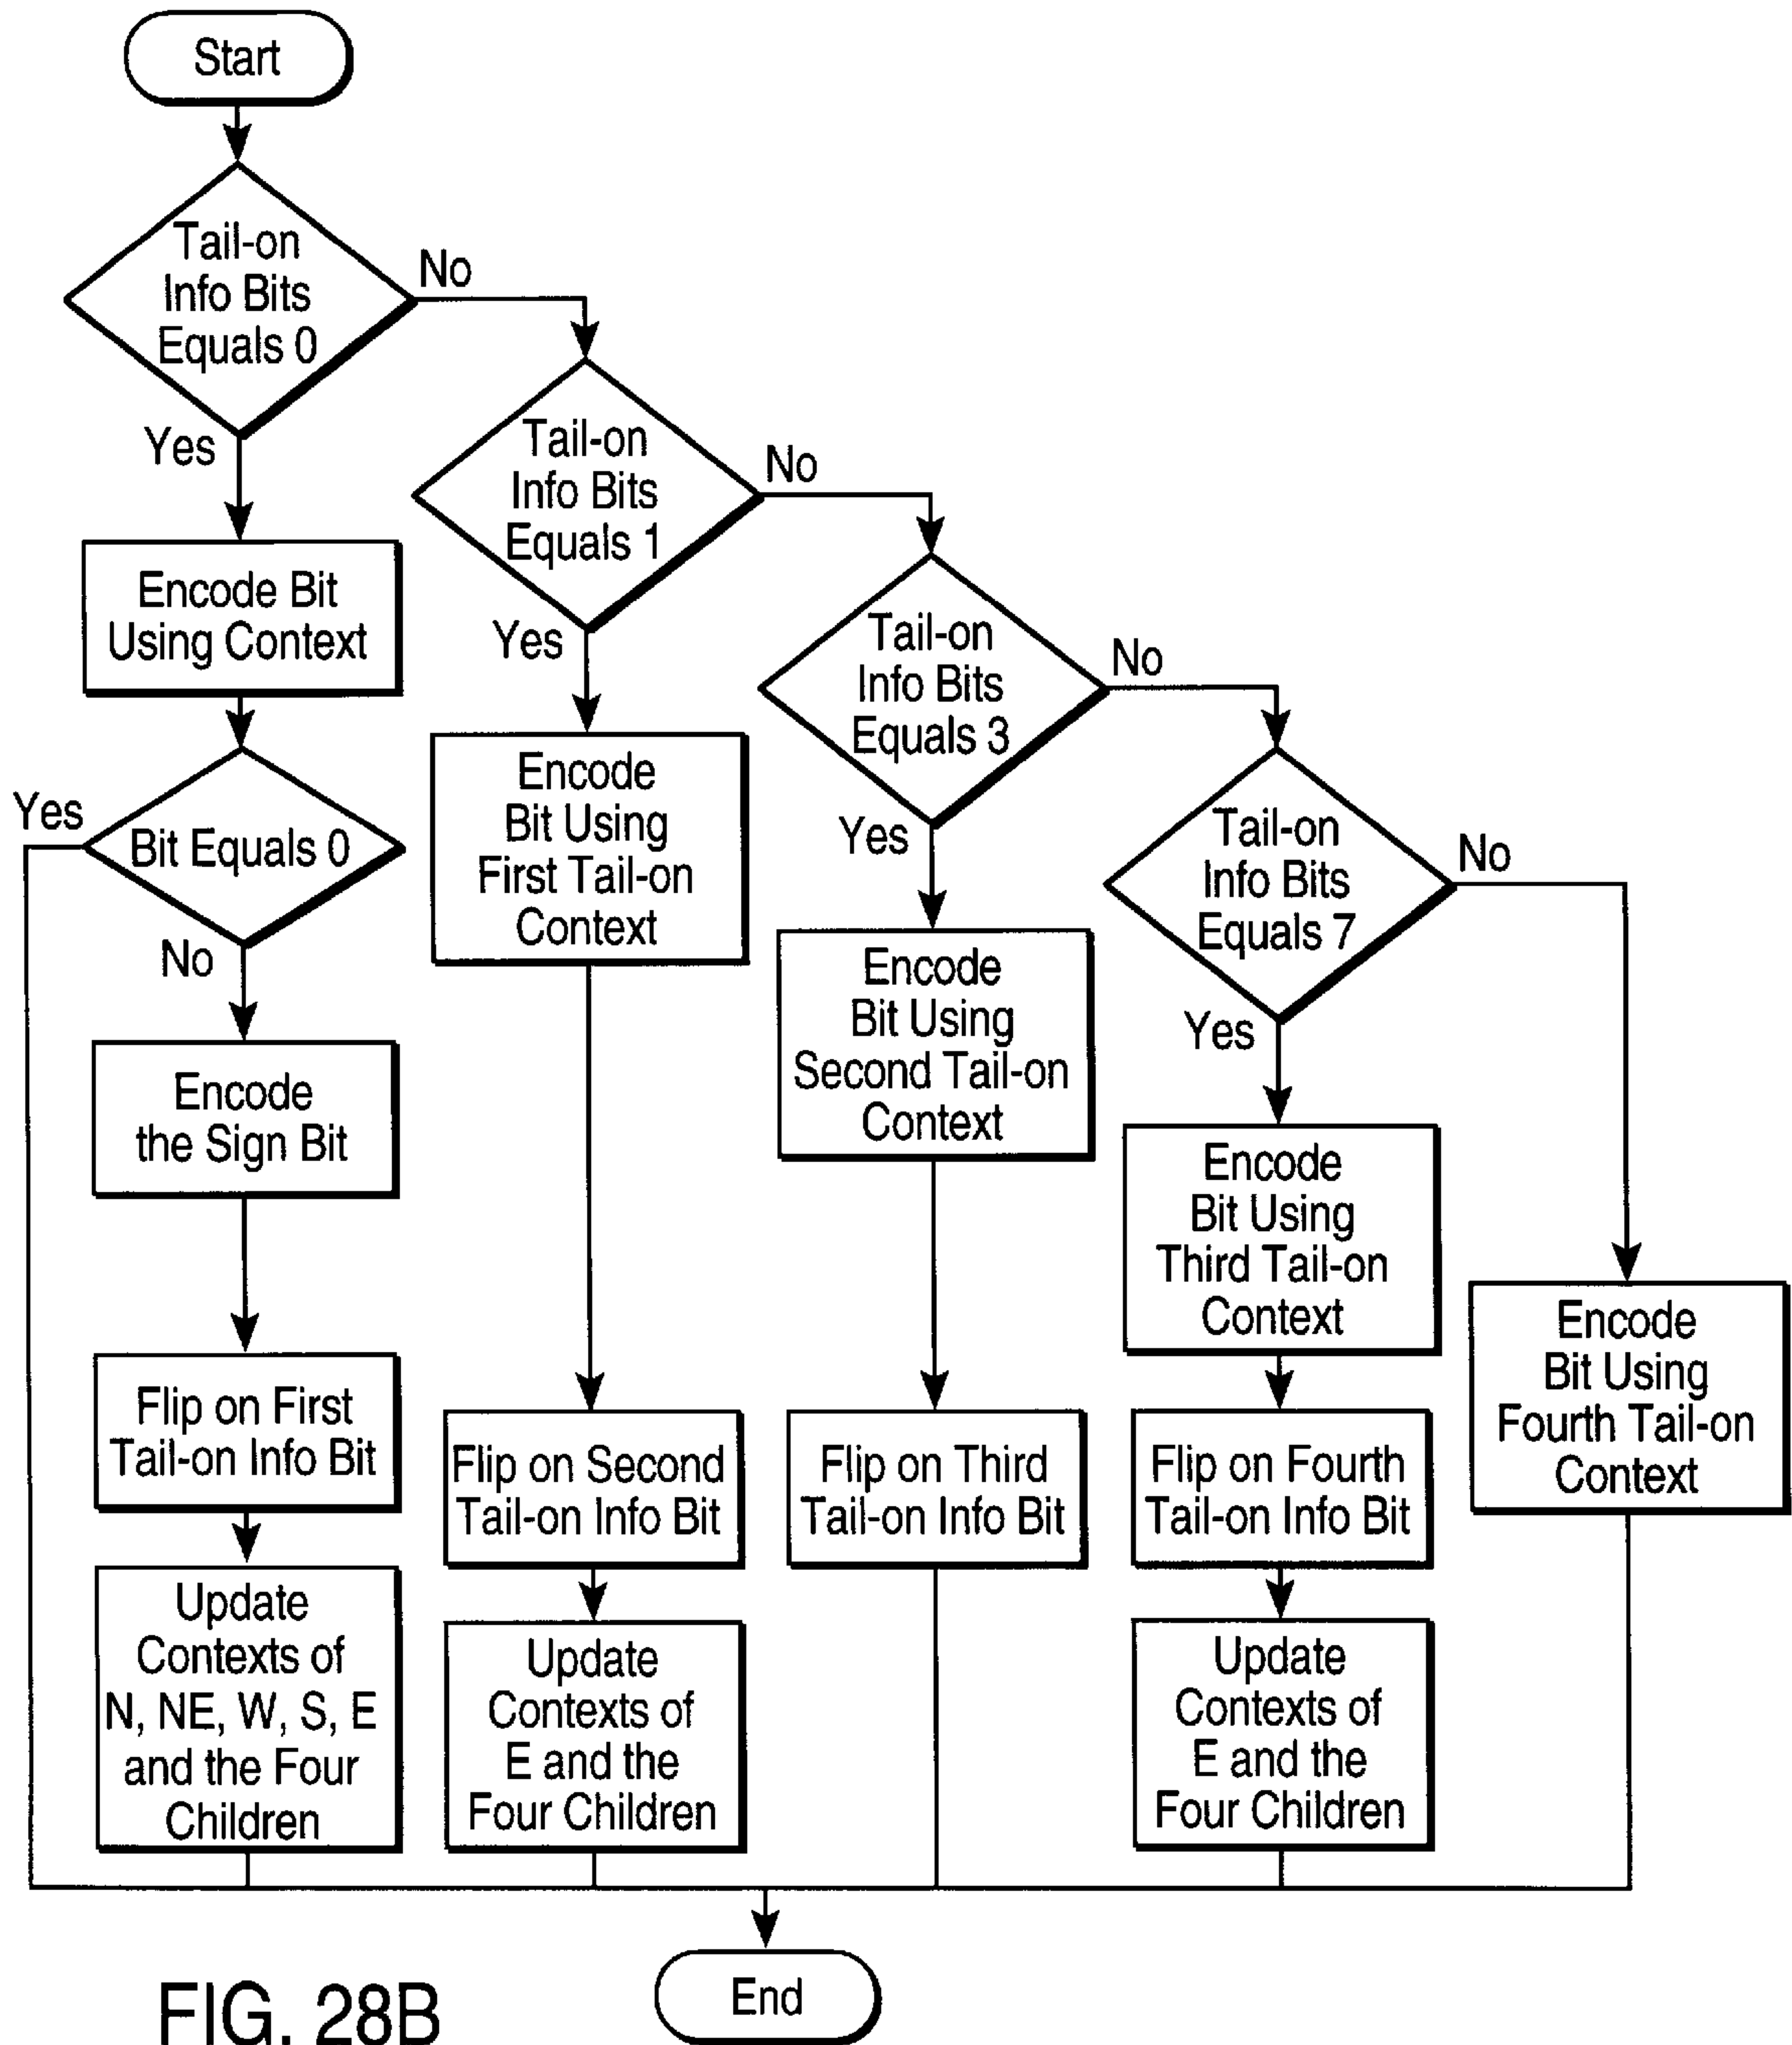 Start
Tail-on
Info Bits
Equals 0
No
Yes
Tail-on
Info Bits
Equals 1
No
Yes
Tail-on
Info Bits
Equals 3
No
Yes
Tail-on
Info Bits
Equals 7
No
Yes
Encode Bit
Using Context
Bit Equals 0
Yes
No
Encode
the Sign Bit
Flip on First
Tail-on Info Bit
Update
Contexts of
N, NE, W, S, E
and the Four
Children
Encode
Bit Using
First Tail-on
Context
Flip on Second
Tail-on Info Bit
Update
Contexts of
E and the
Four Children
Encode
Bit Using
Second Tail-on
Context
Flip on Third
Tail-on Info Bit
Encode
Bit Using
Third Tail-on
Context
Flip on Fourth
Tail-on Info Bit
Update
Contexts of
E and the
Four Children
Encode
Bit Using
Fourth Tail-on
Context
End
FIG. 28B